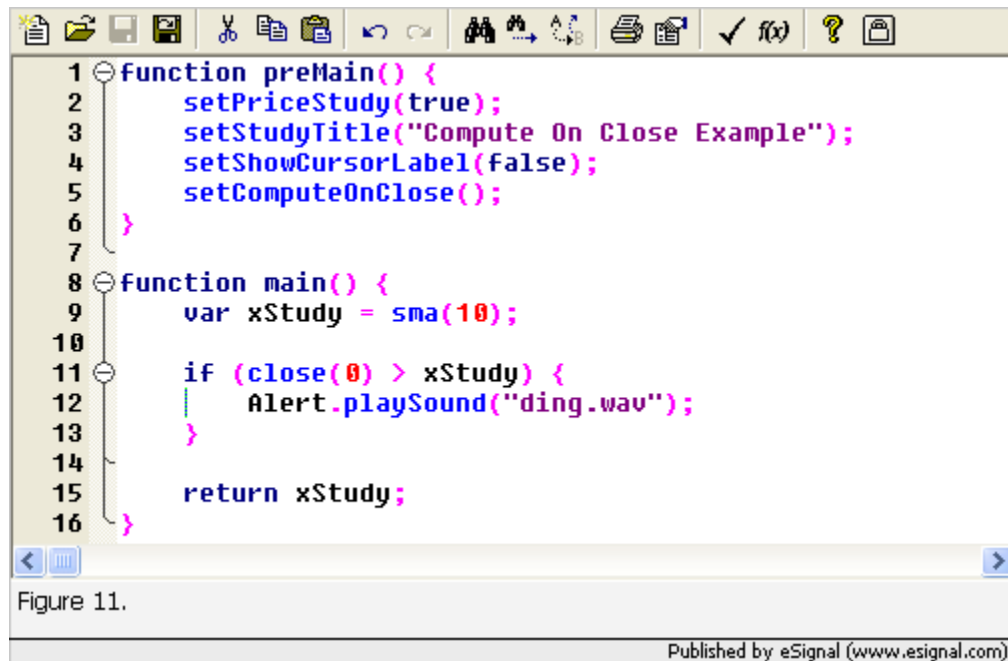 1 function preMain() {
2 setPriceStudy(true);
3 setStudyTitle("Compute On Close Example");
4 setShowCursorLabel(false);
5 setComputeOnClose();
6 }
7
8 function main() {
9 var xStudy = sma(10);
10
11 if (close(0) > xStudy) {
12 Alert.playSound("ding.wav");
13 }
14
15 return xStudy;
16 }
Figure 11.
Published by eSignal (www.esignal.com)